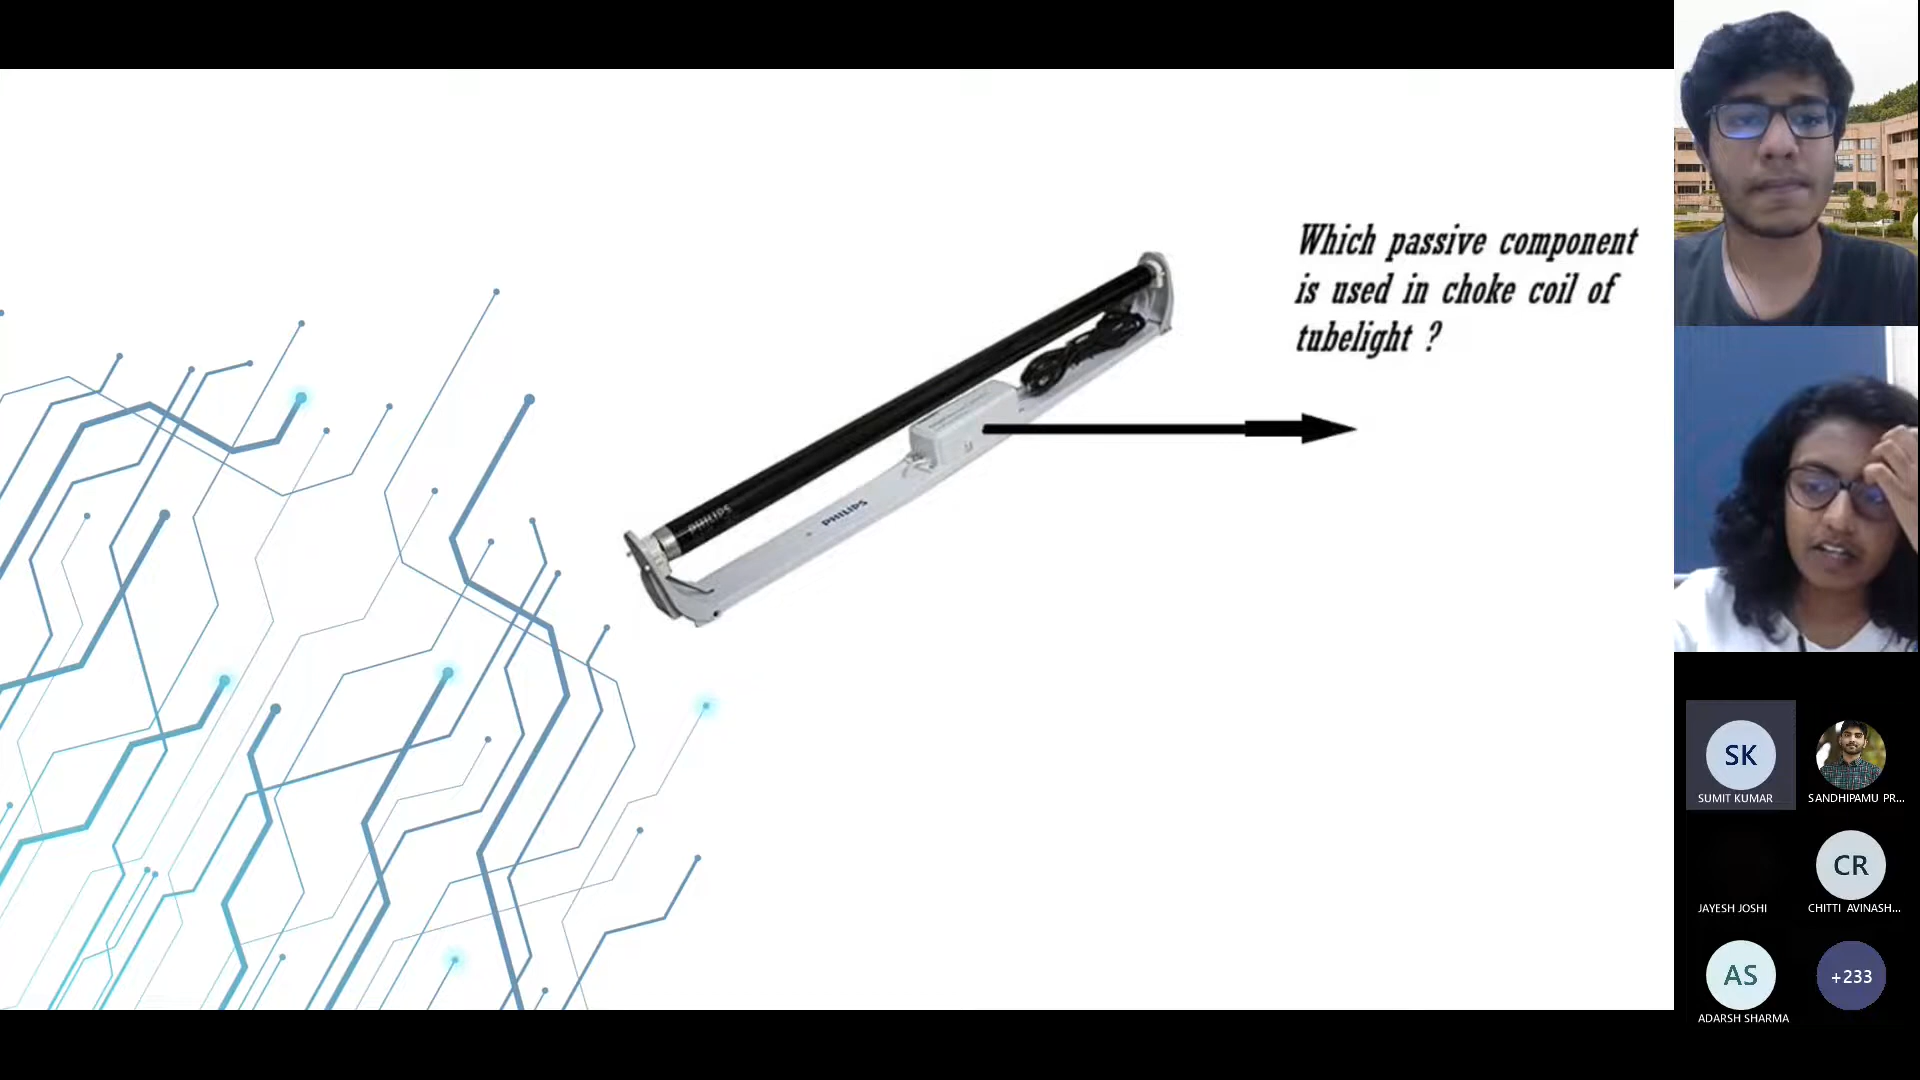 Which passive component
is used in choke coil of
tubelight ?
PHILIPS
PHILIPS
SK
SUMIT KUMAR
SANDHIPAMU PR...
JAYESH JOSHI
CR
CHITTI AVINASH...
AS
ADARSH SHARMA
+233